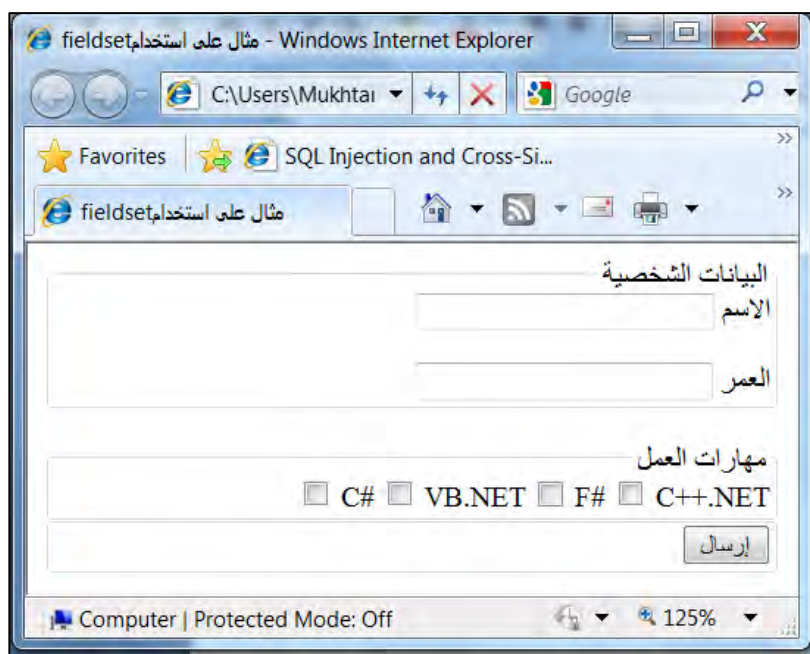 مثال على استخدامfieldset - Windows Internet Explorer
C:\Users\Mukhtar
Google
Favorites
SQL Injection and Cross-Si...
مثال على استخدامfieldset
البيانات الشخصية
الاسم
العمر
مهارات العمل
C# VB.NET F# C++.NET
إرسال
Computer | Protected Mode: Off
125%